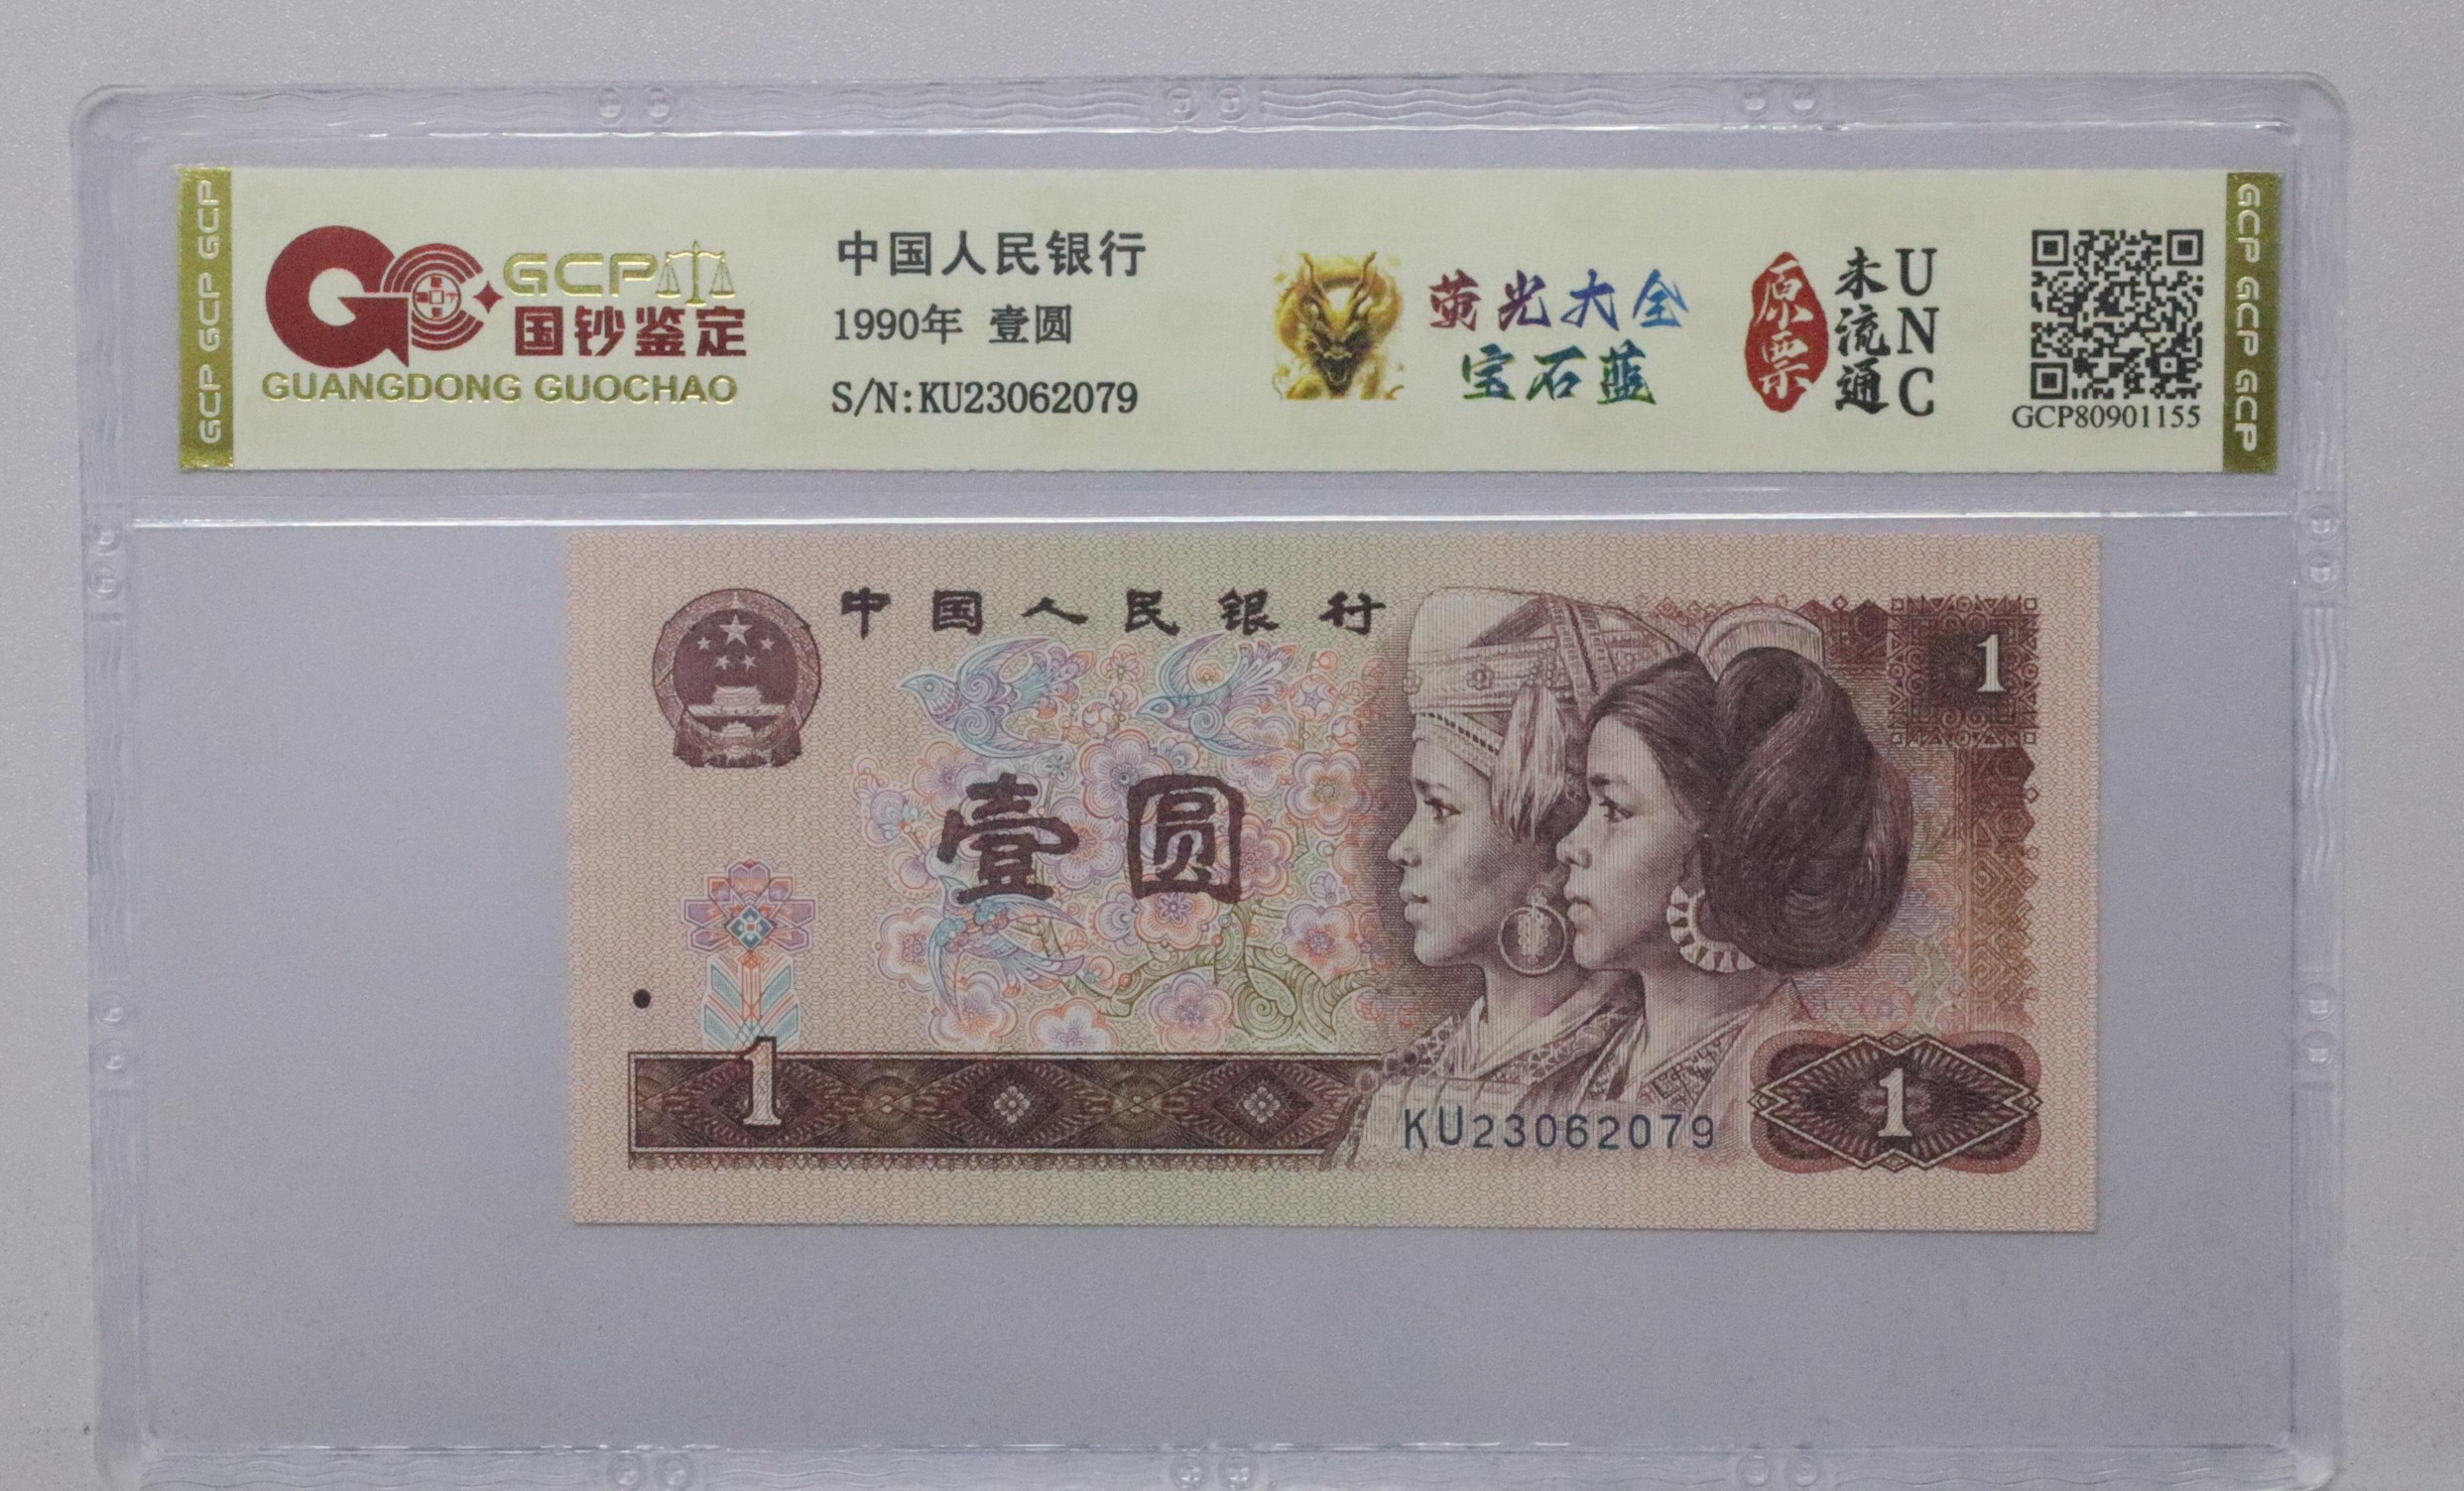 GCP GCP GCP
GCP
国钞鉴定
GUANGDONG GUOCHAO
中国人民银行
1990年 壹圆
S/N:KU23062079
荧光大全
宝石蓝
原票
未流通
UNC
GCP80901155
GCP GCP GCP
中国人民银行
1
壹圆
1
1
KU23062079